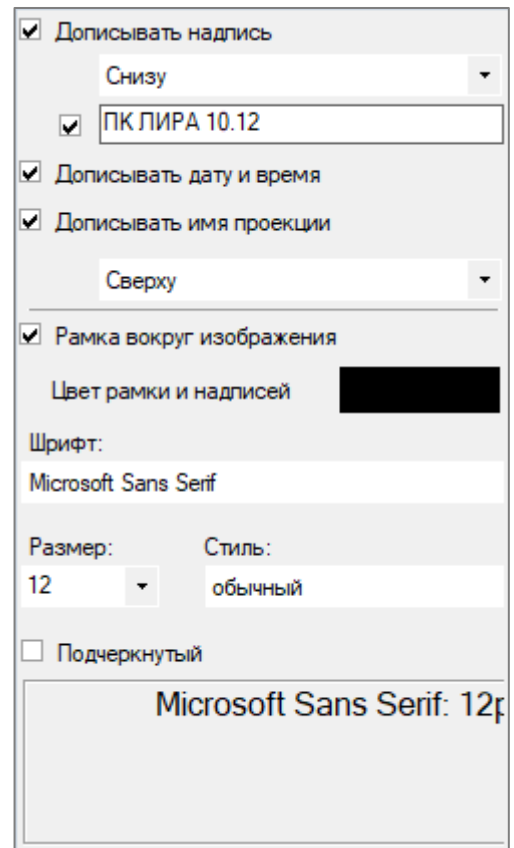 Дописывать надпись
Снизу
ПК ЛИРА 10.12
Дописывать дату и время
Дописывать имя проекции
Сверху
Рамка вокруг изображения
Цвет рамки и надписей
Шрифт:
Microsoft Sans Serif
Размер: Стиль:
12 обычный
Подчеркнутый
Microsoft Sans Serif: 12p